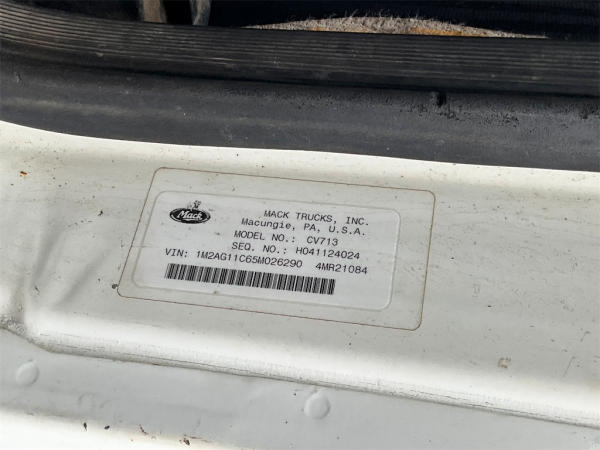 Mack
MACK TRUCKS, INC.
Macungie, PA, U.S.A.
MODEL NO.: CV713
SEQ. NO.: H041124024
VIN: 1M2AG11C65M026290 4MR21084